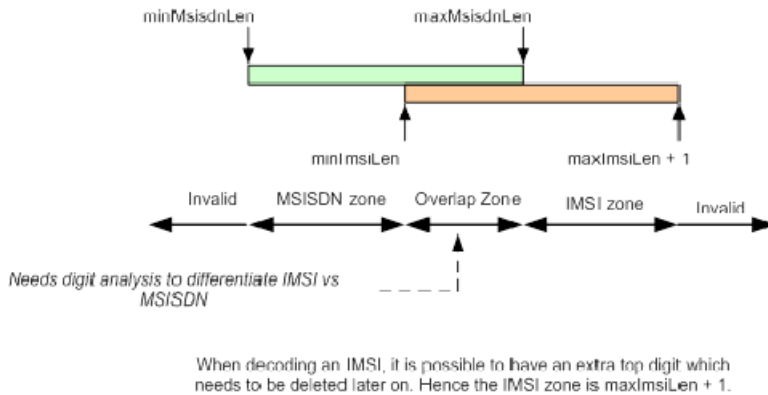 minMsisdnLen maxMsisdnLen
minImsiLen maxImsiLen + 1
Invalid MSISDN zone Overlap Zone IMSI zone Invalid
Needs digit analysis to differentiate IMSI vs
MSISDN
When decoding an IMSI, it is possible to have an extra top digit which
needs to be deleted later on. Hence the IMSI zone is maxImsiLen + 1.